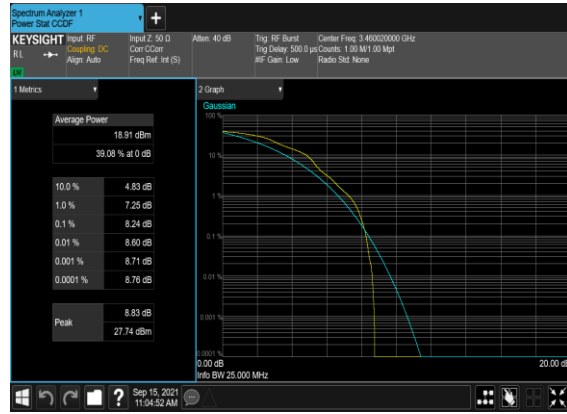 Spectrum Analyzer 1
Power Stat CCDF
+
KEYSIGHT
RL
Input: RF
Coupling: DC
Align: Auto
Input Z: 50 Ω
Corr CCorr
Freq Ref: Int (S)
Atten: 40 dB
Trig: RF Burst
Trig Delay: 500.0 µs
#IF Gain: Low
Center Freq: 3.460020000 GHz
Counts: 1.00 M/1.00 Mpt
Radio Std: None
1 Metrics
Average Power
18.91 dBm
39.08 % at 0 dB
10.0 % 4.83 dB
1.0 % 7.25 dB
0.1 % 8.24 dB
0.01 % 8.60 dB
0.001 % 8.71 dB
0.0001 % 8.76 dB
Peak
8.83 dB
27.74 dBm
2 Graph
Gaussian
100 %
10 %
1 %
0.1 %
0.01 %
0.001 %
0.0001 %
0.00 dB
20.00 dB
Info BW 25.000 MHz
?
Sep 15, 2021
11:04:52 AM